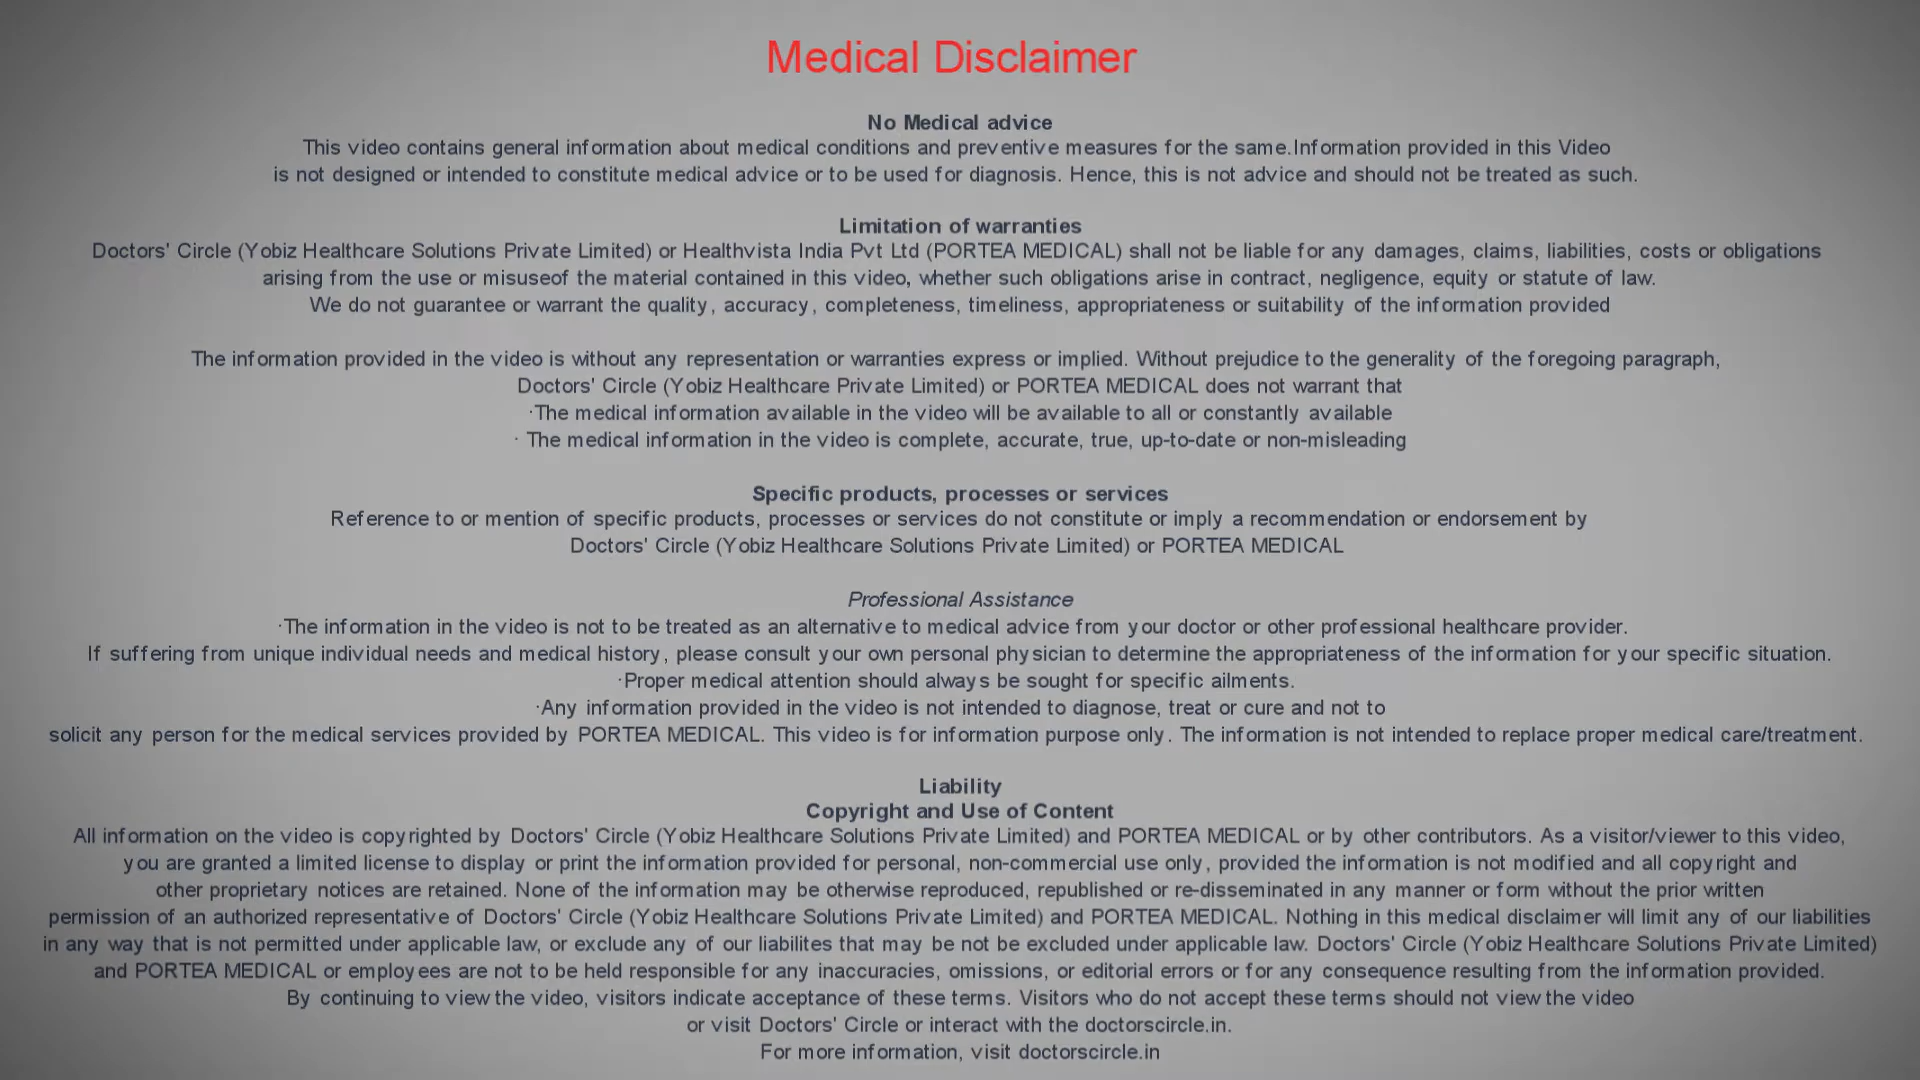 Medical Disclaimer
No Medical advice
This video contains general information about medical conditions and preventive measures for the same.Information provided in this Video
is not designed or intended to constitute medical advice or to be used for diagnosis. Hence, this is not advice and should not be treated as such.
Limitation of warranties
Doctors' Circle (Yobiz Healthcare Solutions Private Limited) or Healthvista India Pvt Ltd (PORTEA MEDICAL) shall not be liable for any damages, claims, liabilities, costs or obligations
arising from the use or misuseof the material contained in this video, whether such obligations arise in contract, negligence, equity or statute of law.
We do not guarantee or warrant the quality, accuracy, completeness, timeliness, appropriateness or suitability of the information provided
The information provided in the video is without any representation or warranties express or implied. Without prejudice to the generality of the foregoing paragraph,
Doctors' Circle (Yobiz Healthcare Private Limited) or PORTEA MEDICAL does not warrant that
·The medical information available in the video will be available to all or constantly available
· The medical information in the video is complete, accurate, true, up-to-date or non-misleading
Specific products, processes or services
Reference to or mention of specific products, processes or services do not constitute or imply a recommendation or endorsement by
Doctors' Circle (Yobiz Healthcare Solutions Private Limited) or PORTEA MEDICAL
Professional Assistance
·The information in the video is not to be treated as an alternative to medical advice from your doctor or other professional healthcare provider.
If suffering from unique individual needs and medical history, please consult your own personal physician to determine the appropriateness of the information for your specific situation.
·Proper medical attention should always be sought for specific ailments.
·Any information provided in the video is not intended to diagnose, treat or cure and not to
solicit any person for the medical services provided by PORTEA MEDICAL. This video is for information purpose only. The information is not intended to replace proper medical care/treatment.
Liability
Copyright and Use of Content
All information on the video is copyrighted by Doctors' Circle (Yobiz Healthcare Solutions Private Limited) and PORTEA MEDICAL or by other contributors. As a visitor/viewer to this video,
you are granted a limited license to display or print the information provided for personal, non-commercial use only, provided the information is not modified and all copyright and
other proprietary notices are retained. None of the information may be otherwise reproduced, republished or re-disseminated in any manner or form without the prior written
permission of an authorized representative of Doctors' Circle (Yobiz Healthcare Solutions Private Limited) and PORTEA MEDICAL. Nothing in this medical disclaimer will limit any of our liabilities
in any way that is not permitted under applicable law, or exclude any of our liabilites that may be not be excluded under applicable law. Doctors' Circle (Yobiz Healthcare Solutions Private Limited)
and PORTEA MEDICAL or employees are not to be held responsible for any inaccuracies, omissions, or editorial errors or for any consequence resulting from the information provided.
By continuing to view the video, visitors indicate acceptance of these terms. Visitors who do not accept these terms should not view the video
or visit Doctors' Circle or interact with the doctorscircle.in.
For more information, visit doctorscircle.in